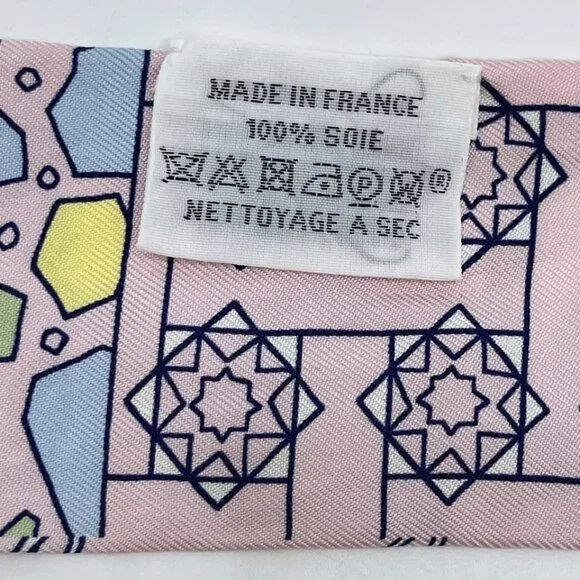 MADE IN FRANCE
100% SOIE
P ®
NETTOYAGE A SEC